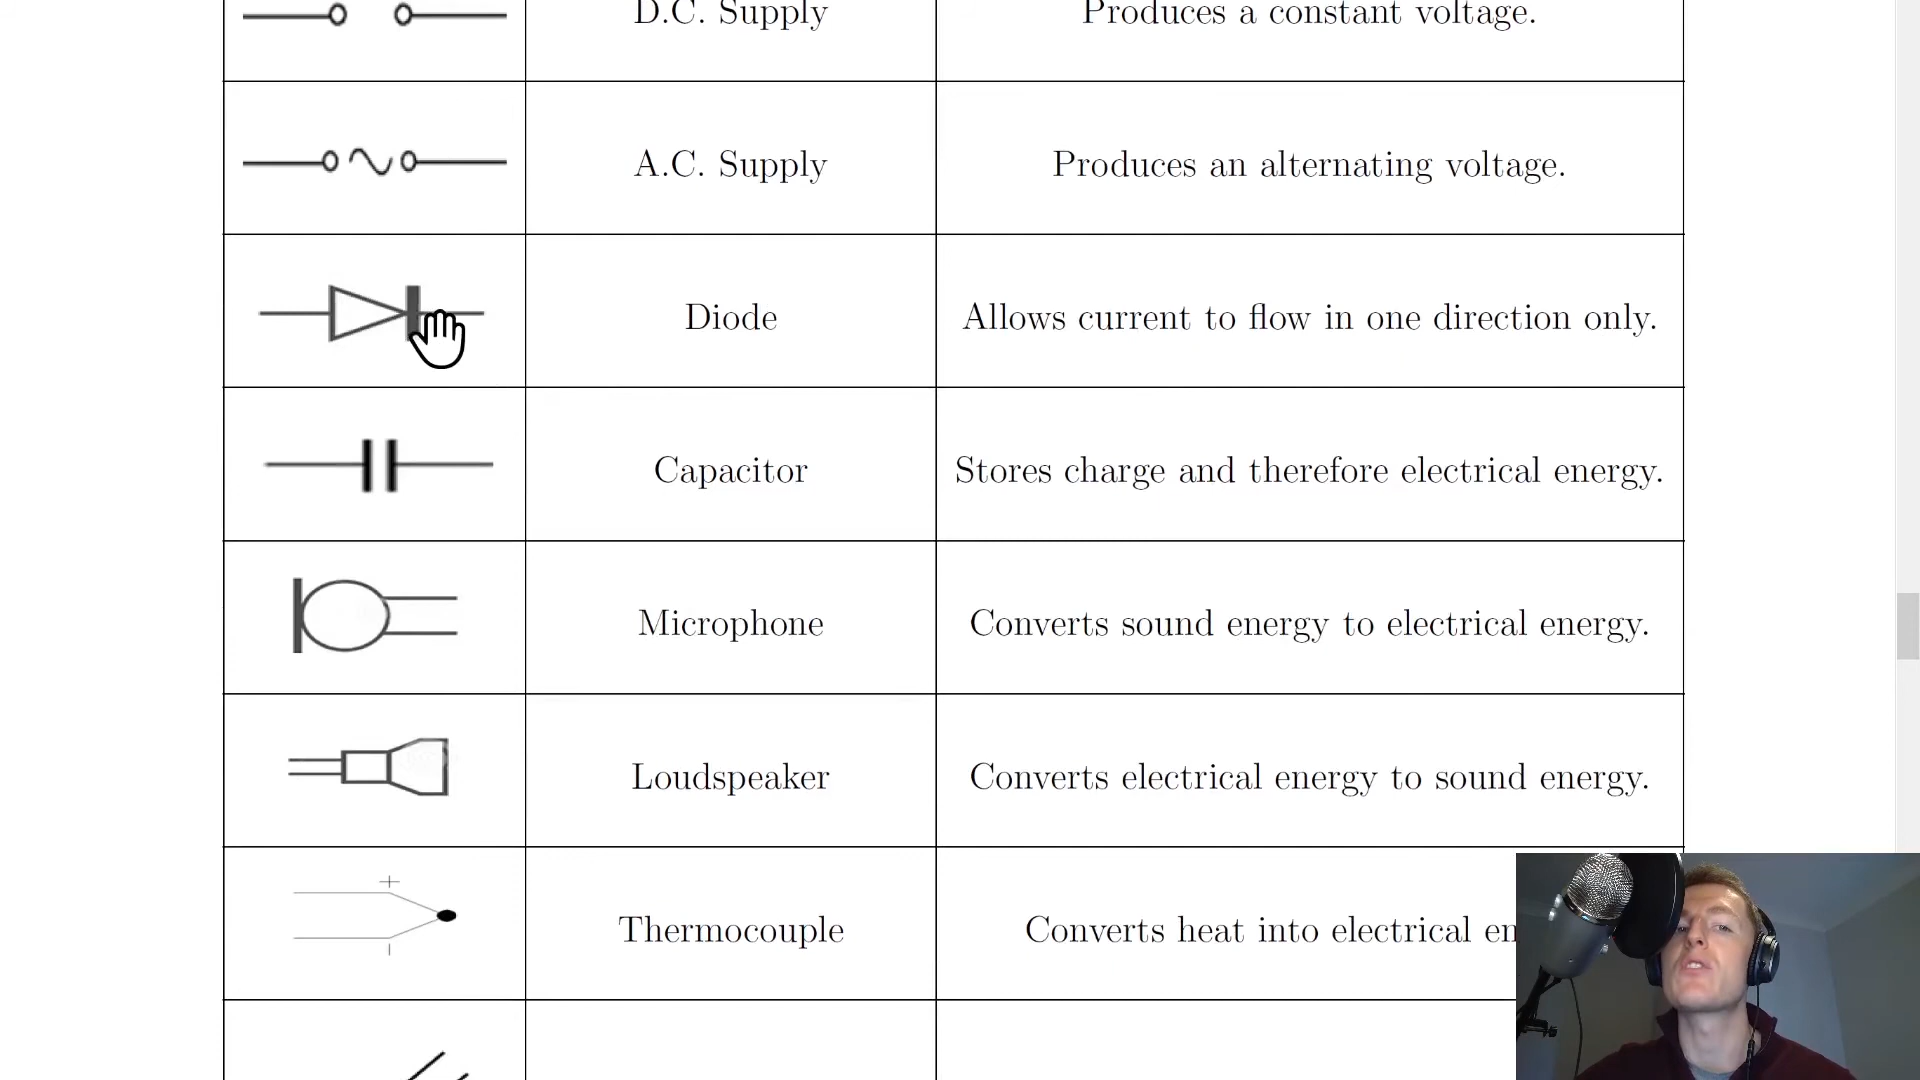 D.C. Supply
Produces a constant voltage.
A.C. Supply
Produces an alternating voltage.
Diode
Allows current to flow in one direction only.
Capacitor
Stores charge and therefore electrical energy.
Microphone
Converts sound energy to electrical energy.
Loudspeaker
Converts electrical energy to sound energy.
+
Thermocouple
Converts heat into electrical en